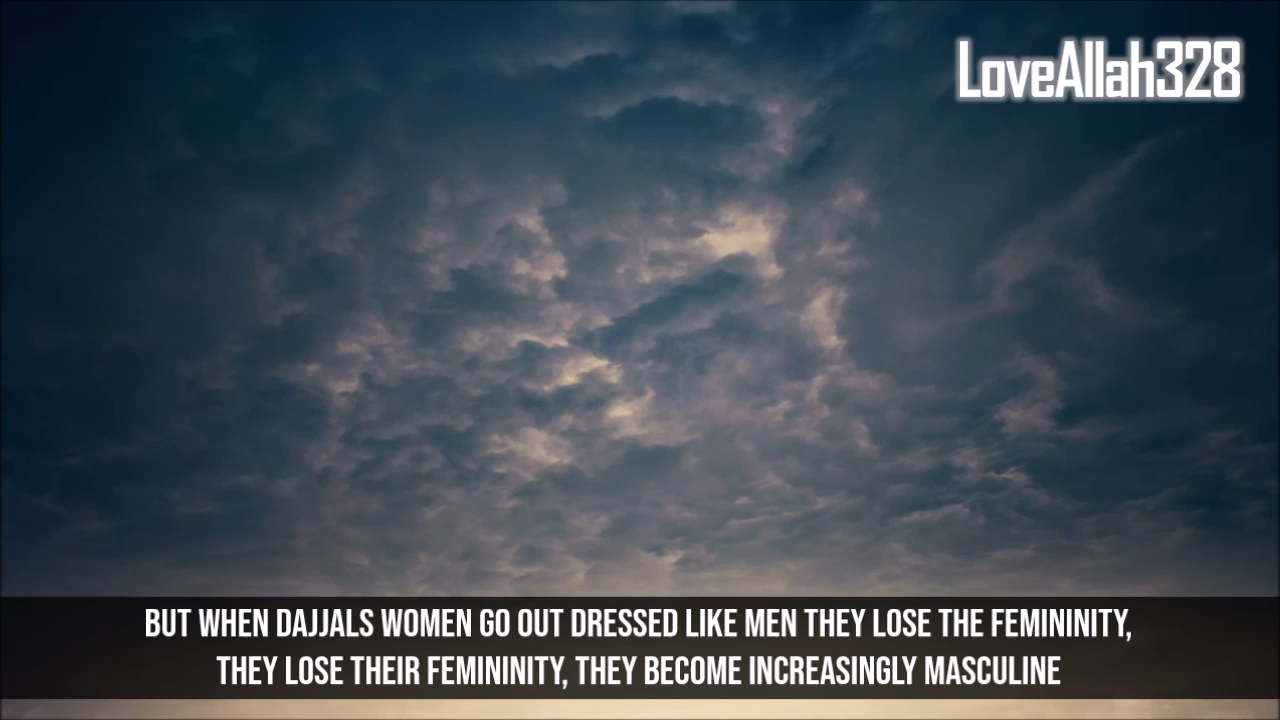 LoveAllah328
BUT WHEN DAJJALS WOMEN GO OUT DRESSED LIKE MEN THEY LOSE THE FEMININITY,
THEY LOSE THEIR FEMININITY, THEY BECOME INCREASINGLY MASCULINE